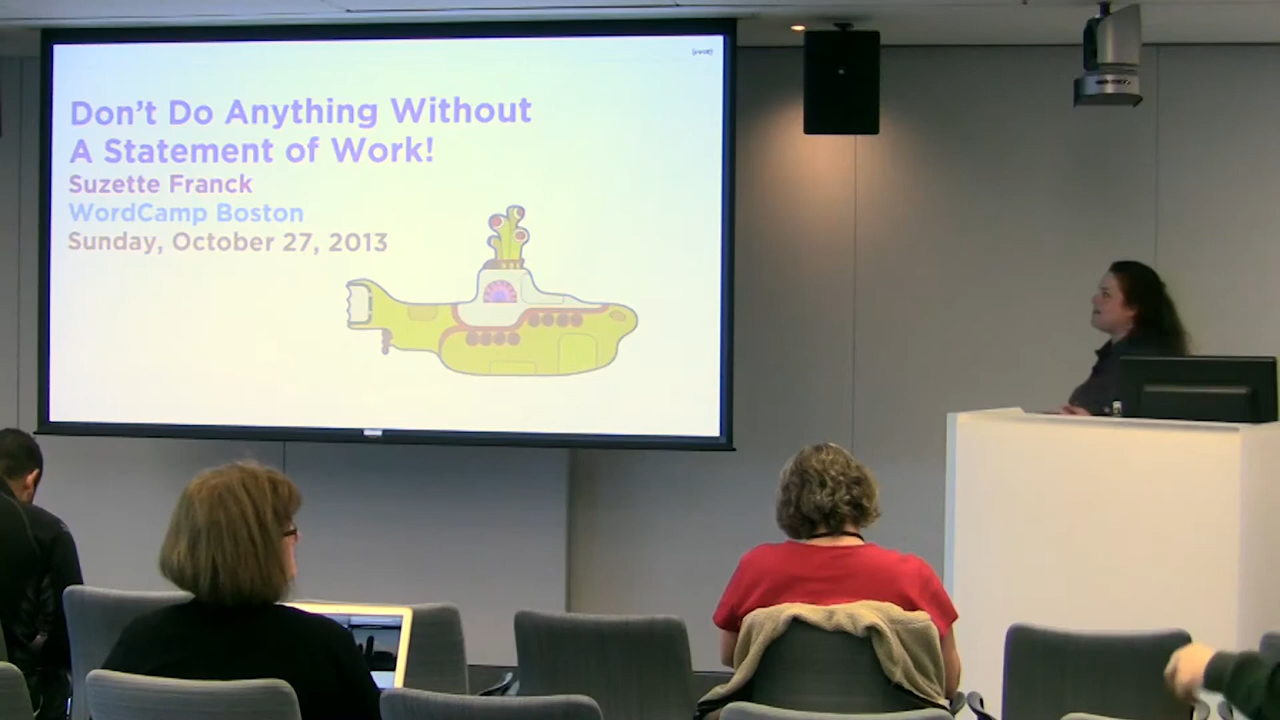 Don't Do Anything Without
A Statement of Work!
Suzette Franck
WordCamp Boston
Sunday, October 27, 2013